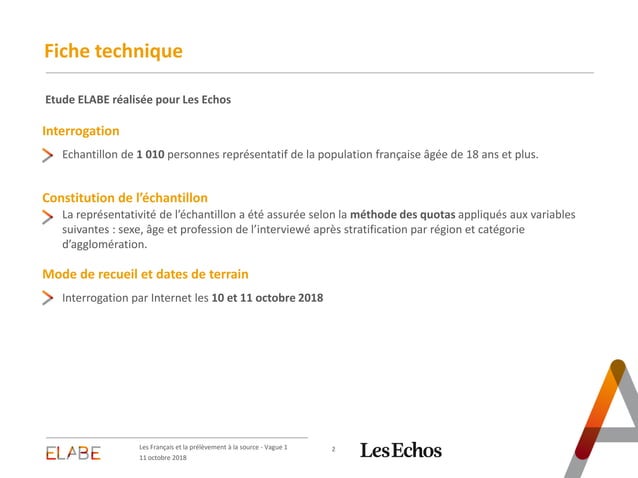 Fiche technique
Etude ELABE réalisée pour Les Echos
Interrogation
Echantillon de 1 010 personnes représentatif de la population française âgée de 18 ans et plus.
Constitution de l’échantillon
La représentativité de l’échantillon a été assurée selon la méthode des quotas appliqués aux variables
suivantes : sexe, âge et profession de l’interviewé après stratification par région et catégorie
d’agglomération.
Mode de recueil et dates de terrain
Interrogation par Internet les 10 et 11 octobre 2018
Les Français et la prélèvement à la source - Vague 1
11 octobre 2018
2
ELABE
Les Echos